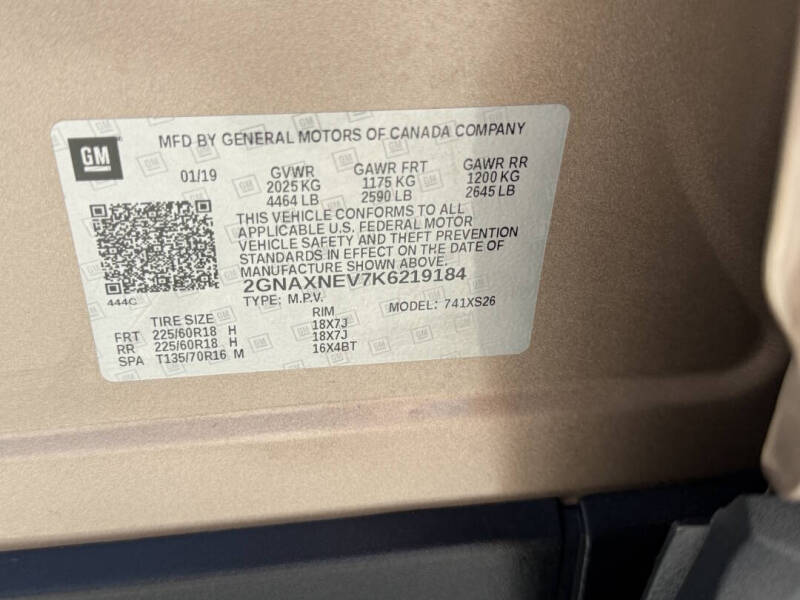 GM
MFD BY GENERAL MOTORS OF CANADA COMPANY
01/19 GVWR GAWR FRT GAWR RR
2025 KG 1175 KG 1200 KG
4464 LB 2590 LB 2645 LB
THIS VEHICLE CONFORMS TO ALL
APPLICABLE U.S. FEDERAL MOTOR
VEHICLE SAFETY AND THEFT PREVENTION
STANDARDS IN EFFECT ON THE DATE OF
MANUFACTURE SHOWN ABOVE.
444C 2GNAXNEV7K6219184
TYPE: M.P.V. MODEL: 741XS26
TIRE SIZE RIM
FRT 225/60R18 H 18X7J
RR 225/60R18 H 18X7J
SPA T135/70R16 M 16X4BT